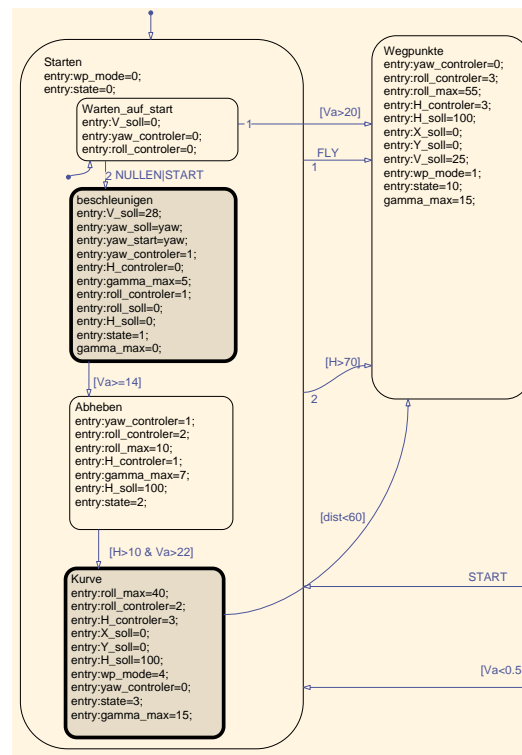 Starten
entry:wp_mode=0;
entry:state=0;
Warten_auf_start
entry:V_soll=0;
entry:yaw_controler=0;
entry:roll_controler=0;
1
[Va>20]
FLY
1
2 NULLEN|START
beschleunigen
entry:V_soll=28;
entry:yaw_soll=yaw;
entry:yaw_start=yaw;
entry:yaw_controler=1;
entry:H_controler=0;
entry:gamma_max=5;
entry:roll_controler=1;
entry:roll_soll=0;
entry:H_soll=0;
entry:state=1;
gamma_max=0;
[Va>=14]
Abheben
entry:yaw_controler=1;
entry:roll_controler=2;
entry:roll_max=10;
entry:H_controler=1;
entry:gamma_max=7;
entry:H_soll=100;
entry:state=2;
[H>10 & Va>22]
Kurve
entry:roll_max=40;
entry:roll_controler=2;
entry:H_controler=3;
entry:X_soll=0;
entry:Y_soll=0;
entry:H_soll=100;
entry:wp_mode=4;
entry:yaw_controler=0;
entry:state=3;
entry:gamma_max=15;
Wegpunkte
entry:yaw_controler=0;
entry:roll_controler=3;
entry:roll_max=55;
entry:H_controler=3;
entry:H_soll=100;
entry:X_soll=0;
entry:Y_soll=0;
entry:V_soll=25;
entry:wp_mode=1;
entry:state=10;
gamma_max=15;
[H>70]
2
[dist<60]
START
[Va<0.5